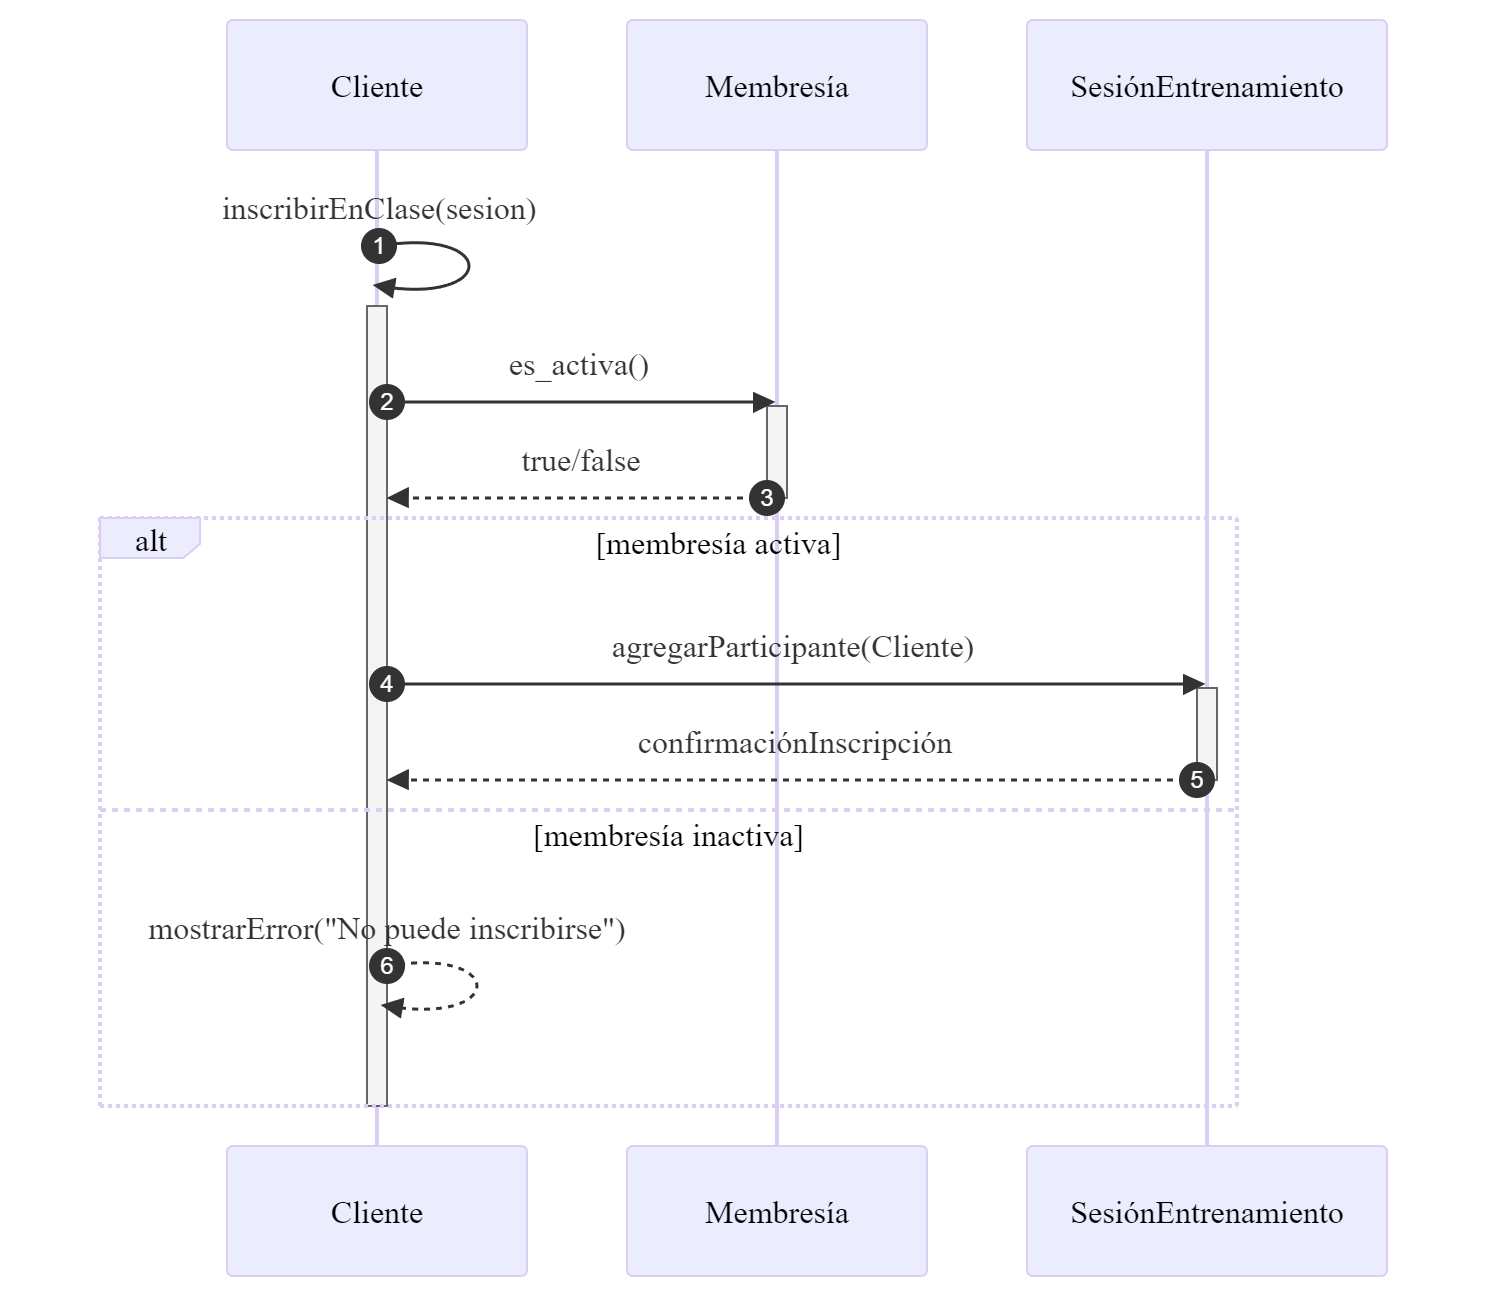 Cliente
Membresía
SesiónEntrenamiento
inscribirEnClase(sesion)
1
es_activa()
2
true/false
3
alt
[membresía activa]
agregarParticipante(Cliente)
4
confirmaciónInscripción
5
[membresía inactiva]
mostrarError("No puede inscribirse")
6
Cliente
Membresía
SesiónEntrenamiento